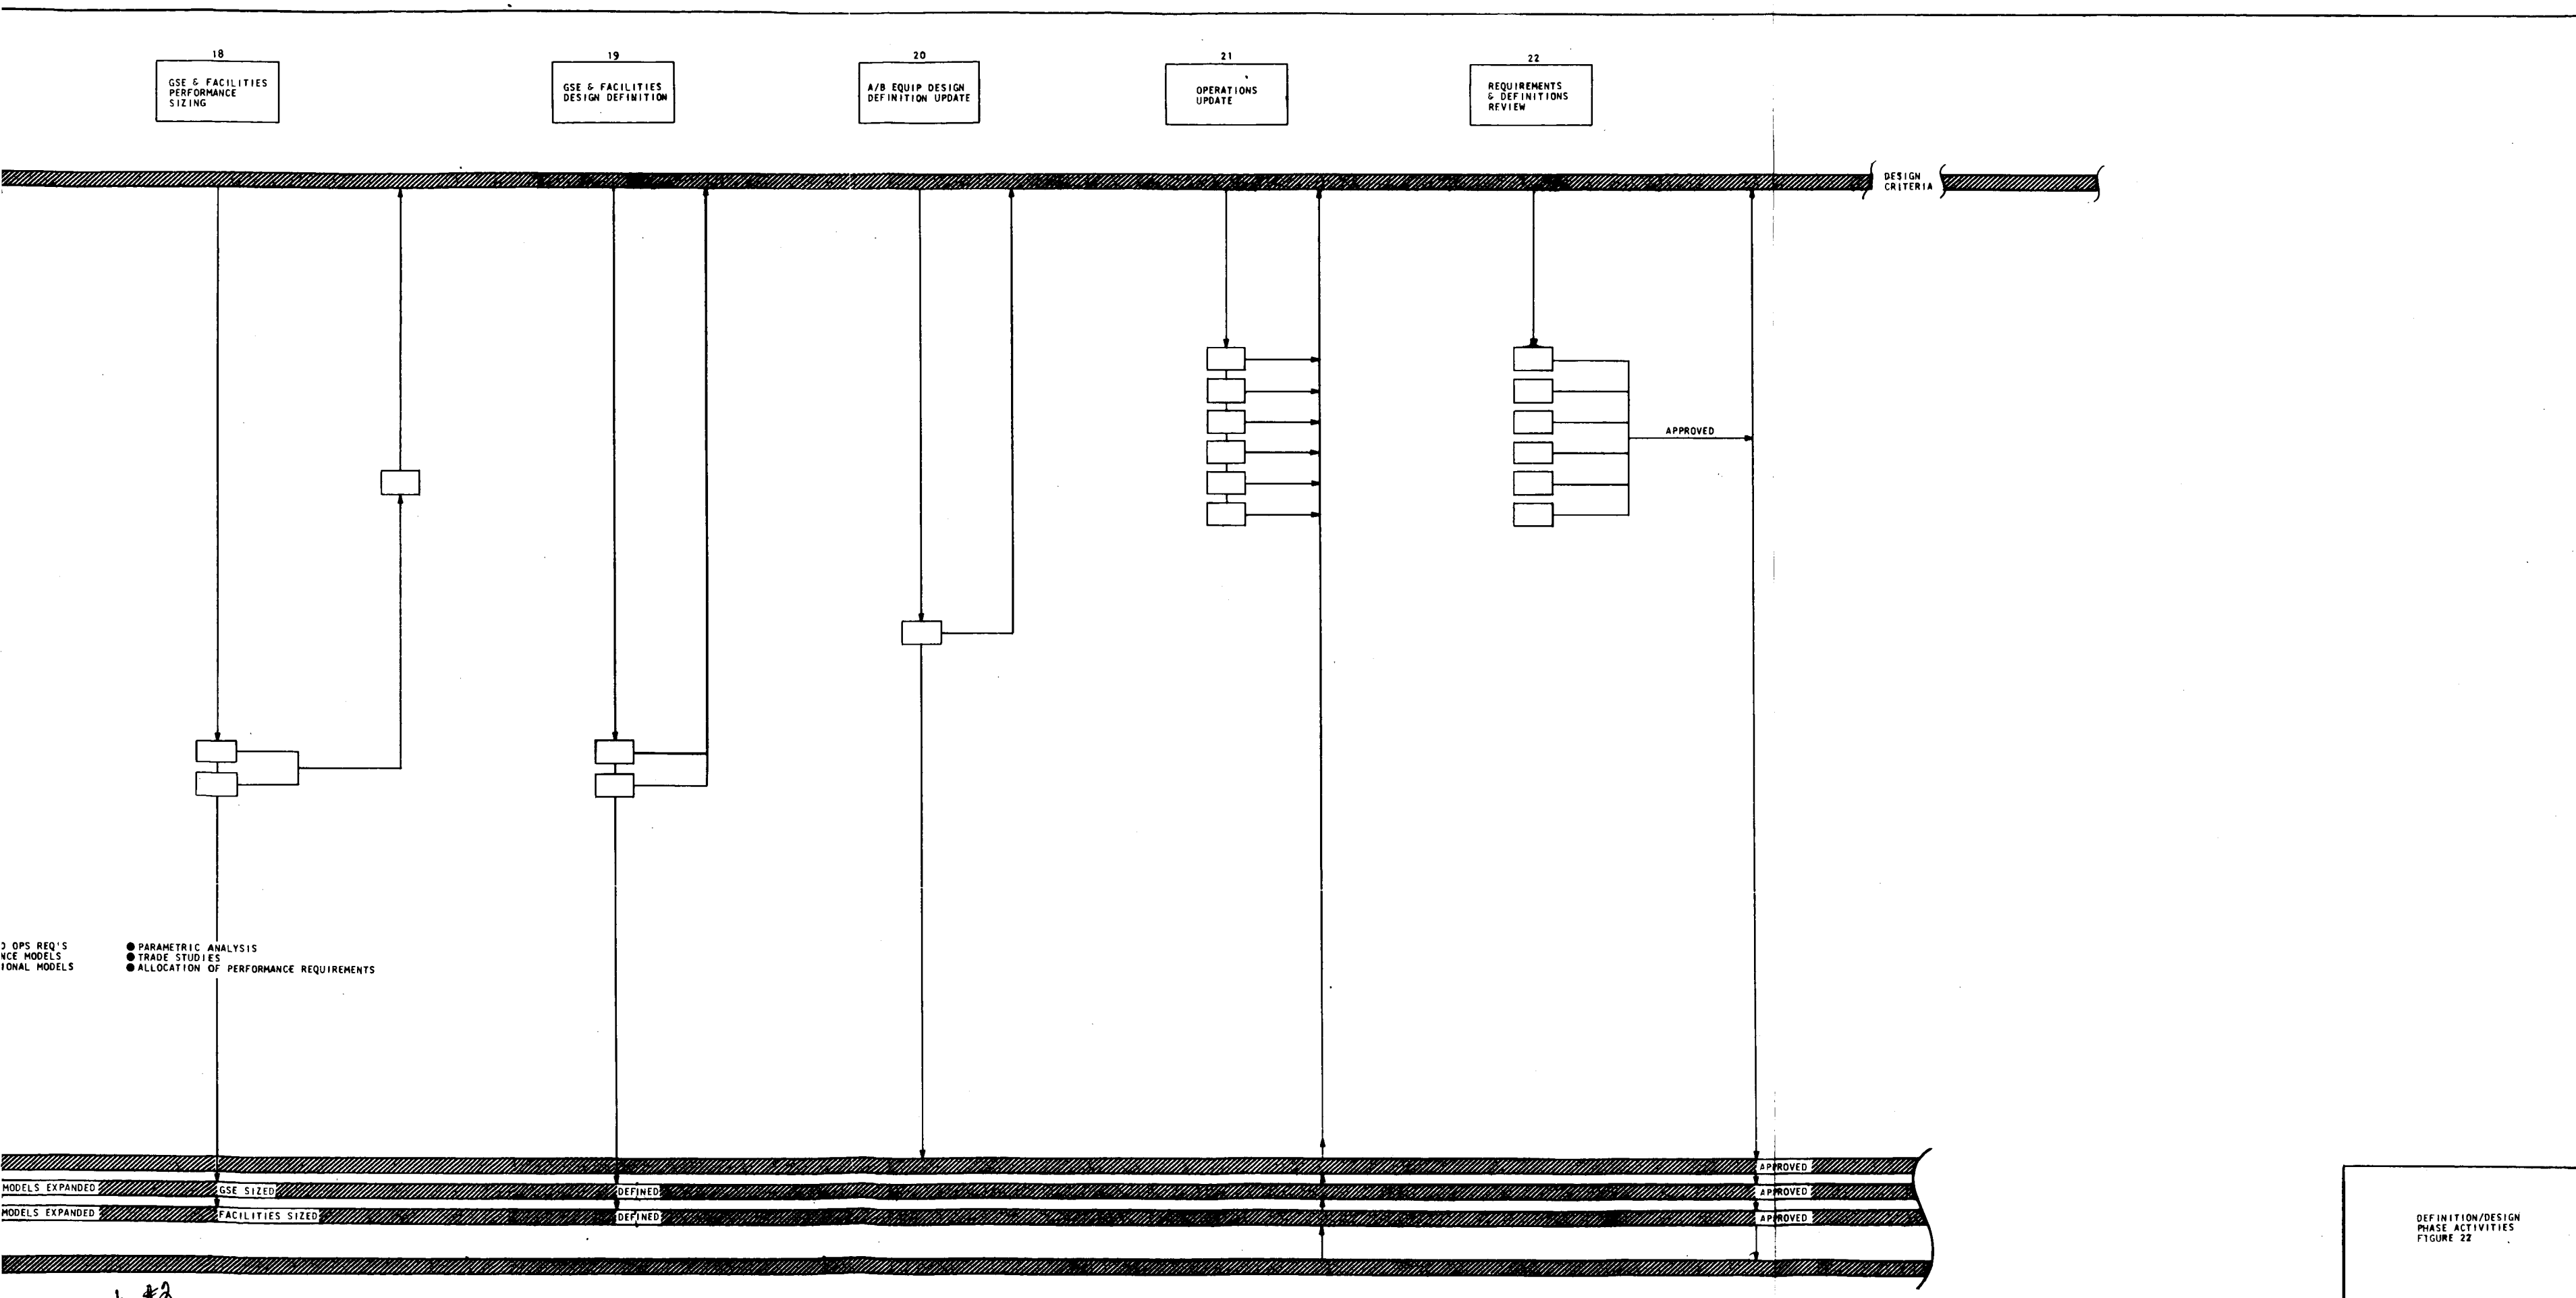 18
GSE & FACILITIES
PERFORMANCE
SIZING
19
GSE & FACILITIES
DESIGN DEFINITION
20
A/B EQUIP DESIGN
DEFINITION UPDATE
21
OPERATIONS
UPDATE
22
REQUIREMENTS
& DEFINITIONS
REVIEW
DESIGN
CRITERIA
APPROVED
OPS REQ'S
NCE MODELS
IONAL MODELS
● PARAMETRIC ANALYSIS
● TRADE STUDIES
● ALLOCATION OF PERFORMANCE REQUIREMENTS
APPROVED
MODELS EXPANDED
GSE SIZED
DEFINED
APPROVED
MODELS EXPANDED
FACILITIES SIZED
DEFINED
APPROVED
DEFINITION/DESIGN
PHASE ACTIVITIES
FIGURE 22
#2